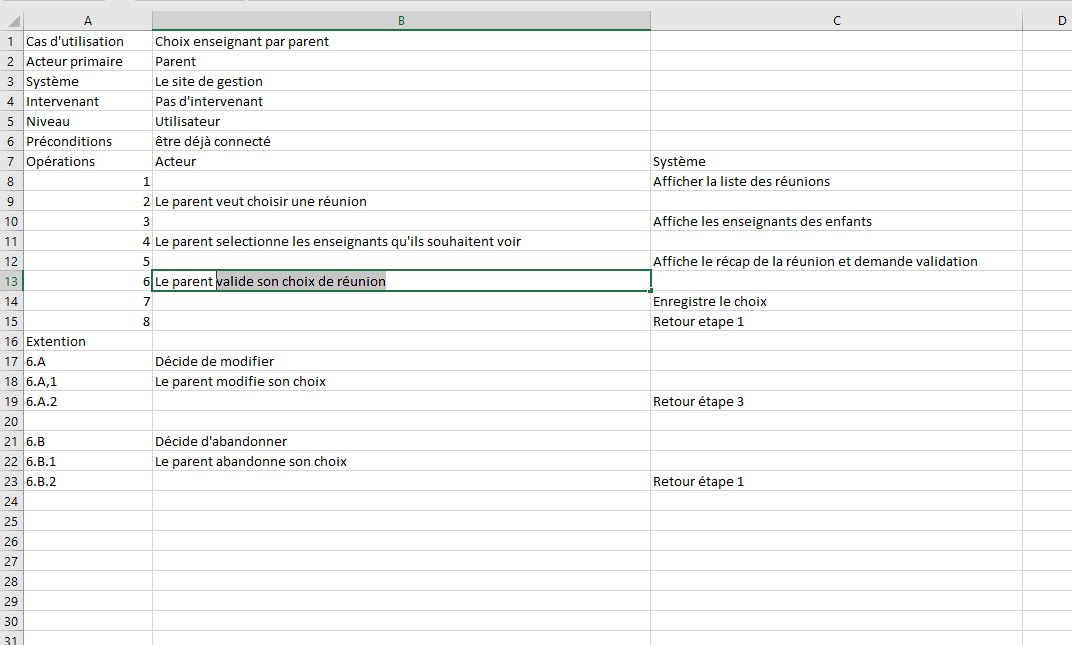 A B C D
1 Cas d'utilisation Choix enseignant par parent
2 Acteur primaire Parent
3 Système Le site de gestion
4 Intervenant Pas d'intervenant
5 Niveau Utilisateur
6 Préconditions être déjà connecté
7 Opérations Acteur Système
8 1 Afficher la liste des réunions
9 2 Le parent veut choisir une réunion
10 3 Affiche les enseignants des enfants
11 4 Le parent selectionne les enseignants qu'ils souhaitent voir
12 5 Affiche le récap de la réunion et demande validation
13 6 Le parent valide son choix de réunion
14 7 Enregistre le choix
15 8 Retour etape 1
16 Extention
17 6.A Décide de modifier
18 6.A,1 Le parent modifie son choix
19 6.A.2 Retour étape 3
20
21 6.B Décide d'abandonner
22 6.B.1 Le parent abandonne son choix
23 6.B.2 Retour étape 1
24
25
26
27
28
29
30
31